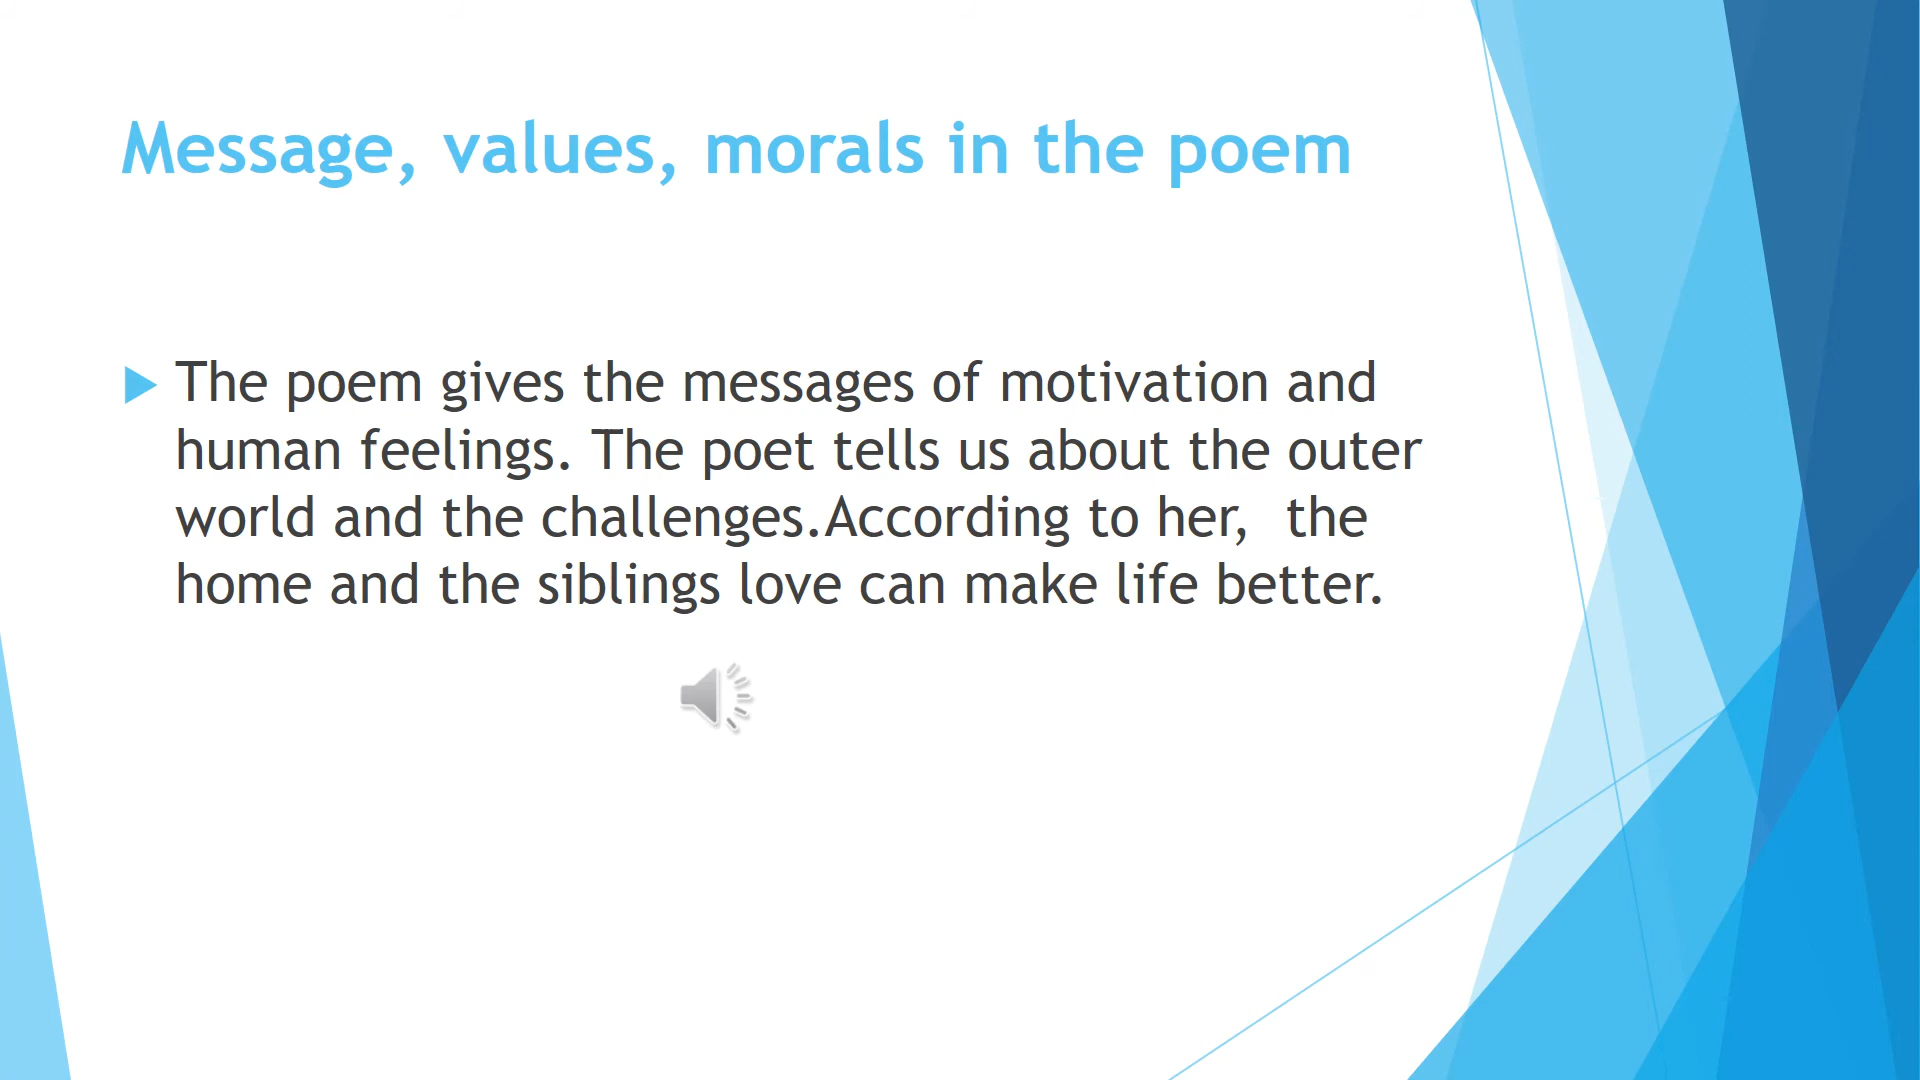 Message, values, morals in the poem
The poem gives the messages of motivation and
human feelings. The poet tells us about the outer
world and the challenges.According to her,  the
home and the siblings love can make life better.